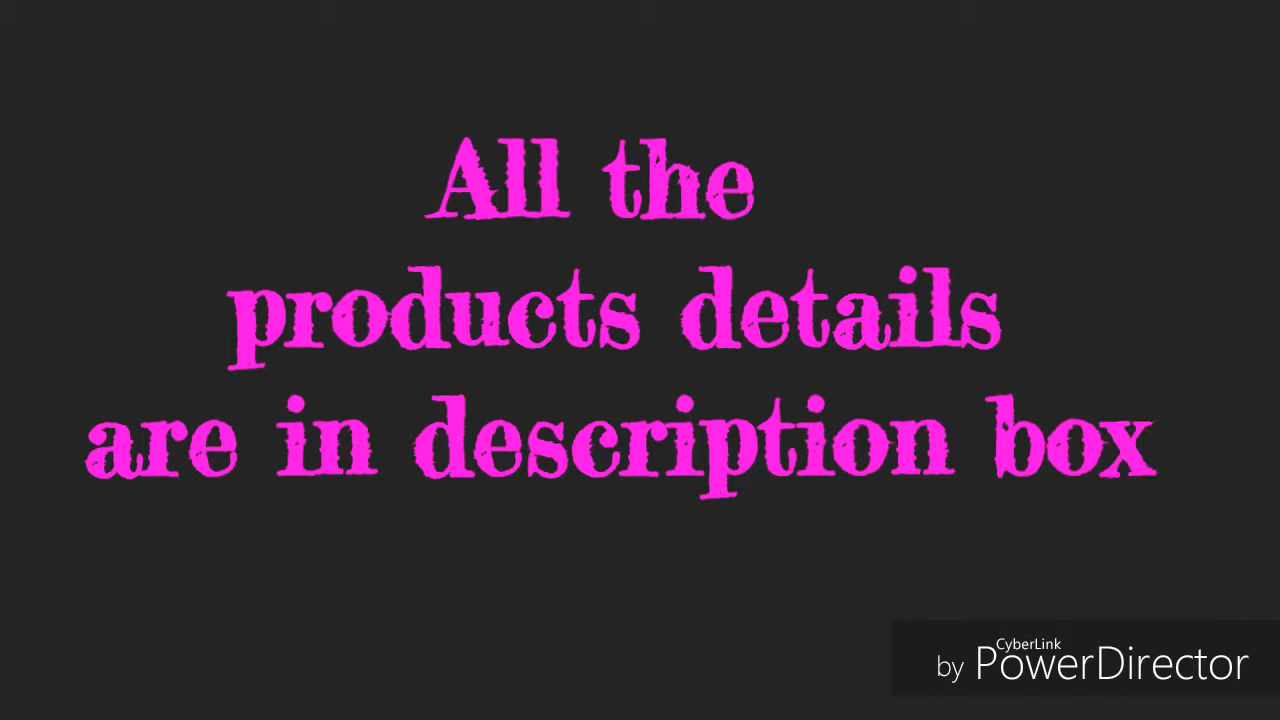 All the
products details
are in description box
CyberLink
by PowerDirector